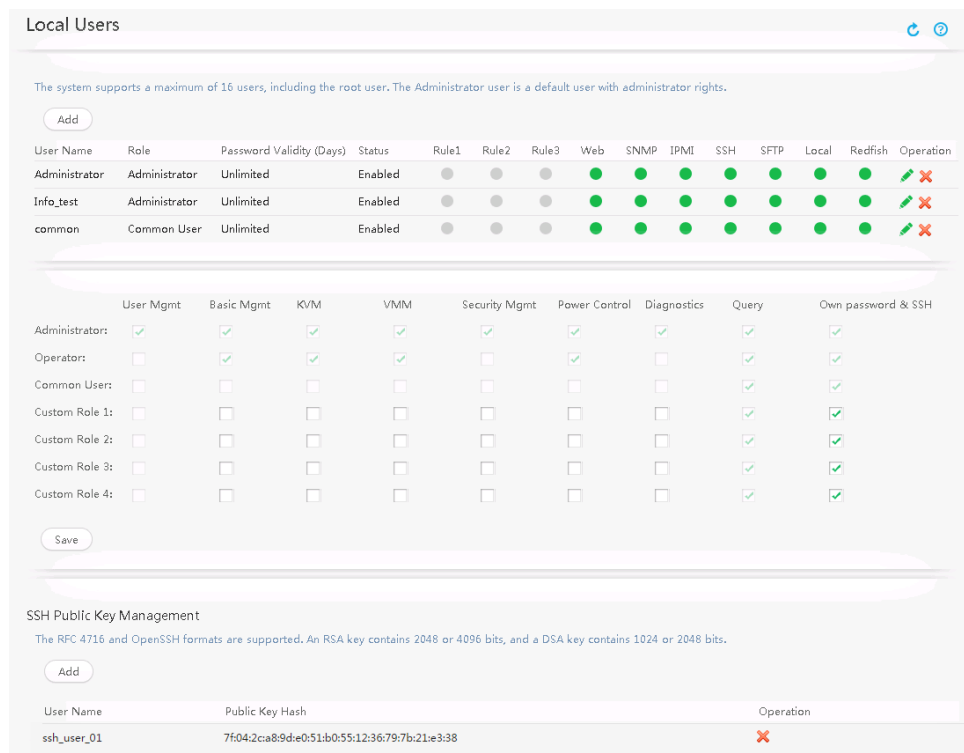 Local Users
The system supports a maximum of 16 users, including the root user. The Administrator user is a default user with administrator rights.
Add
User Name Role Password Validity (Days) Status Rule1 Rule2 Rule3 Web SNMP IPMI SSH SFTP Local Redfish Operation
Administrator Administrator Unlimited Enabled
Info_test Administrator Unlimited Enabled
common Common User Unlimited Enabled
User Mgmt Basic Mgmt KVM VMM Security Mgmt Power Control Diagnostics Query Own password & SSH
Administrator:
Operator:
Common User:
Custom Role 1:
Custom Role 2:
Custom Role 3:
Custom Role 4:
Save
SSH Public Key Management
The RFC 4716 and OpenSSH formats are supported. An RSA key contains 2048 or 4096 bits, and a DSA key contains 1024 or 2048 bits.
Add
User Name Public Key Hash Operation
ssh_user_01 7f:04:2c:a8:9d:e0:51:b0:55:12:36:79:7b:21:e3:38